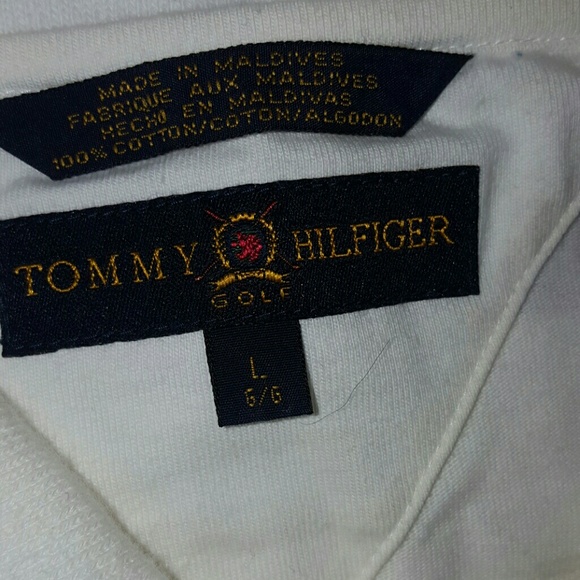 MADE IN MALDIVES
FABRIQUE AUX MALDIVES
HECHO EN MALDIVAS
100% COTTON/COTON/ALGODON
TOMMY HILFIGER
GOLF
L
G/G